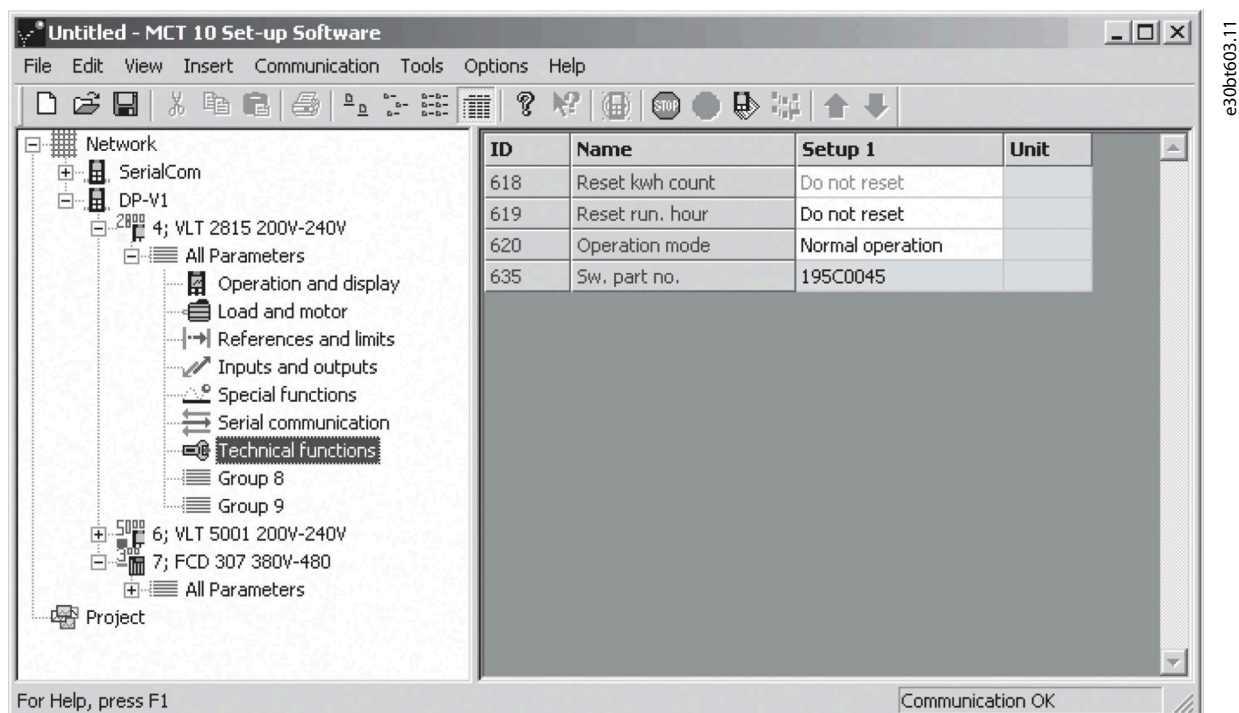 Untitled - MCT 10 Set-up Software
File Edit View Insert Communication Tools Options Help
STOP
Network
SerialCom
DP-V1
2800 4; VLT 2815 200V-240V
All Parameters
Operation and display
Load and motor
References and limits
Inputs and outputs
Special functions
Serial communication
Technical functions
Group 8
Group 9
5000 6; VLT 5001 200V-240V
300 7; FCD 307 380V-480
All Parameters
Project
ID Name Setup 1 Unit
618 Reset kwh count Do not reset
619 Reset run. hour Do not reset
620 Operation mode Normal operation
635 Sw. part no. 195C0045
For Help, press F1 Communication OK
e30bt603.11